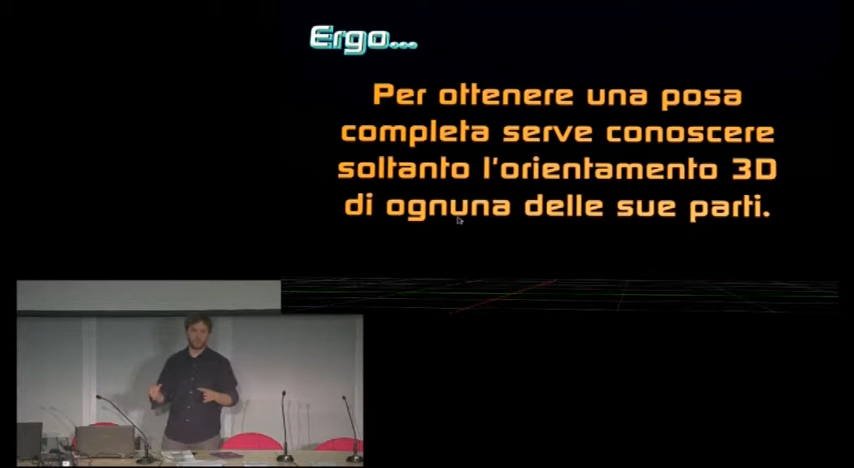 Ergo...
Per ottenere una posa
completa serve conoscere
soltanto l'orientamento 3D
di ognuna delle sue parti.